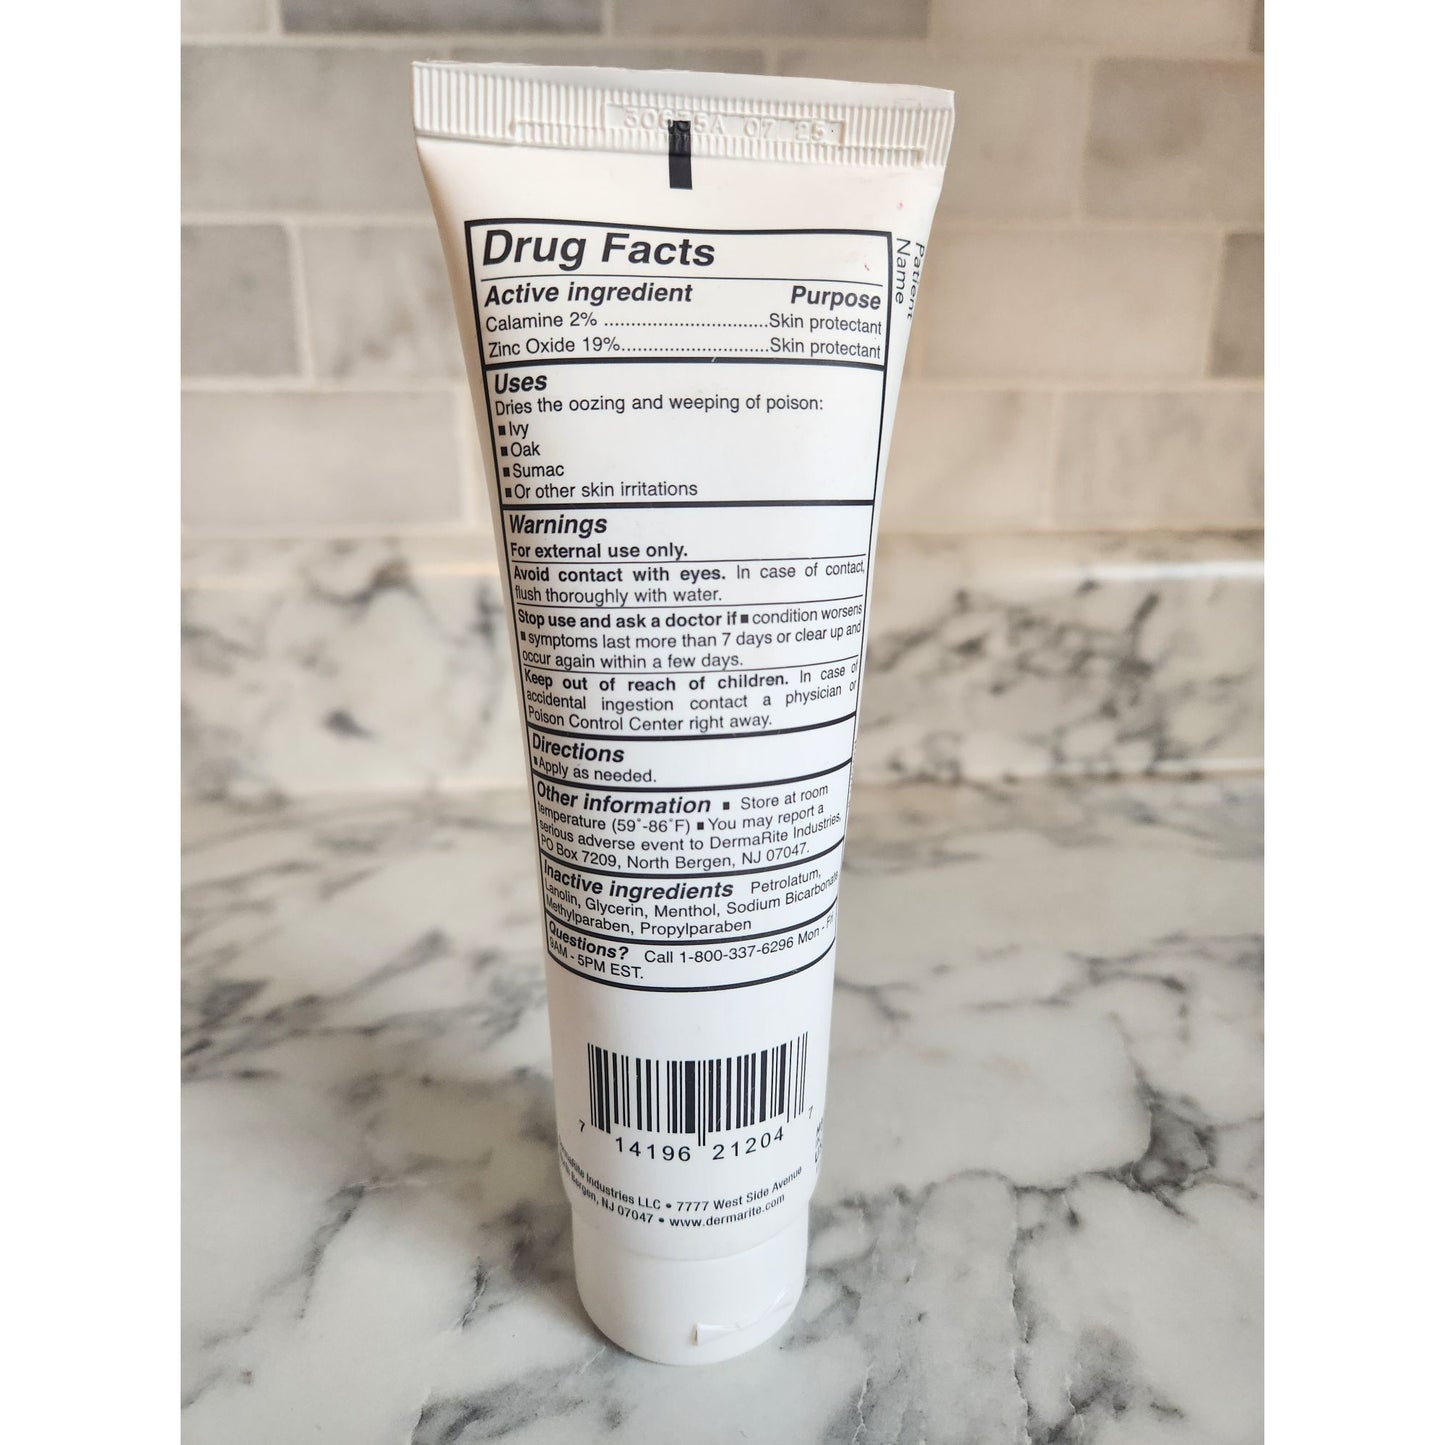 07 25
Drug Facts
Active ingredient Purpose
Calamine 2% ..............................Skin protectant
Zinc Oxide 19%...........................Skin protectant
Uses
Dries the oozing and weeping of poison:
■ Ivy
■ Oak
■ Sumac
■ Or other skin irritations
Warnings
For external use only.
Avoid contact with eyes. In case of contact,
flush thoroughly with water.
Stop use and ask a doctor if ■ condition worsens
■ symptoms last more than 7 days or clear up and
occur again within a few days.
Keep out of reach of children. In case of
accidental ingestion contact a physician or
Poison Control Center right away.
Directions
■ Apply as needed.
Other information ■ Store at room
temperature (59˚-86˚F) ■ You may report a
serious adverse event to DermaRite Industries,
PO Box 7209, North Bergen, NJ 07047.
Inactive ingredients Petrolatum,
Lanolin, Glycerin, Menthol, Sodium Bicarbonate
Methylparaben, Propylparaben
Questions? Call 1-800-337-6296 Mon - Fri
9AM - 5PM EST.
Patient
Name
7 14196 21204 7
DermaRite Industries LLC • 7777 West Side Avenue
Bergen, NJ 07047 • www.dermarite.com